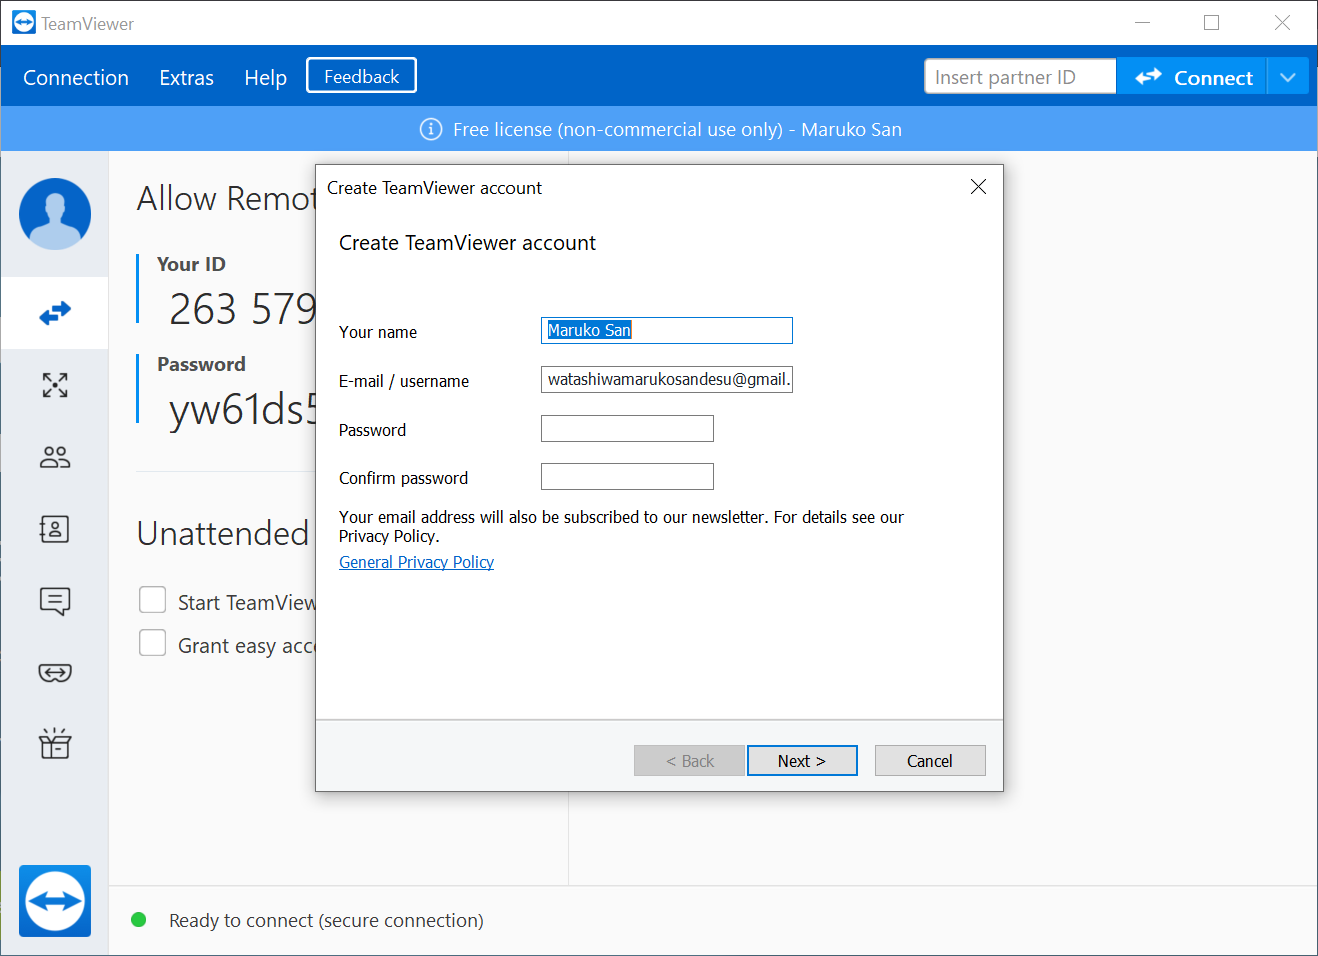 TeamViewer
Connection Extras Help Feedback Insert partner ID Connect
Free license (non-commercial use only) - Maruko San
Allow Remot
Your ID
263 579
Password
yw61ds5
Unattended
Start TeamView
Grant easy acc
Create TeamViewer account
Create TeamViewer account
Your name Maruko San
E-mail / username watashiwamarukosandesu@gmail.
Password
Confirm password
Your email address will also be subscribed to our newsletter. For details see our
Privacy Policy.
General Privacy Policy
< Back Next > Cancel
Ready to connect (secure connection)